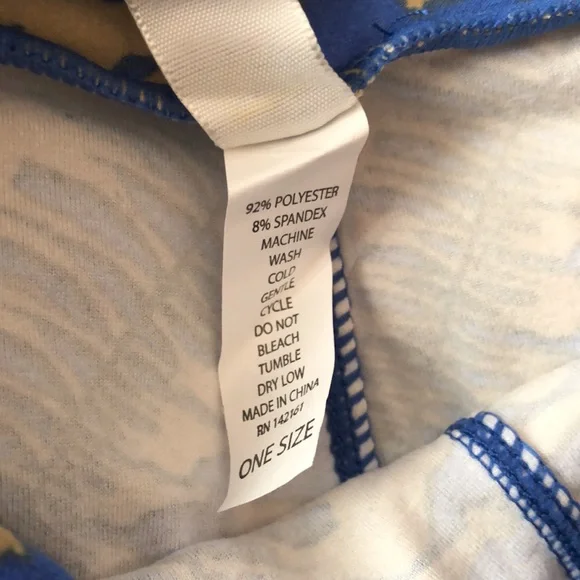 92% POLYESTER
8% SPANDEX
MACHINE
WASH
COLD
GENTLE
CYCLE
DO NOT
BLEACH
TUMBLE
DRY LOW
MADE IN CHINA
RN 142161
ONE SIZE